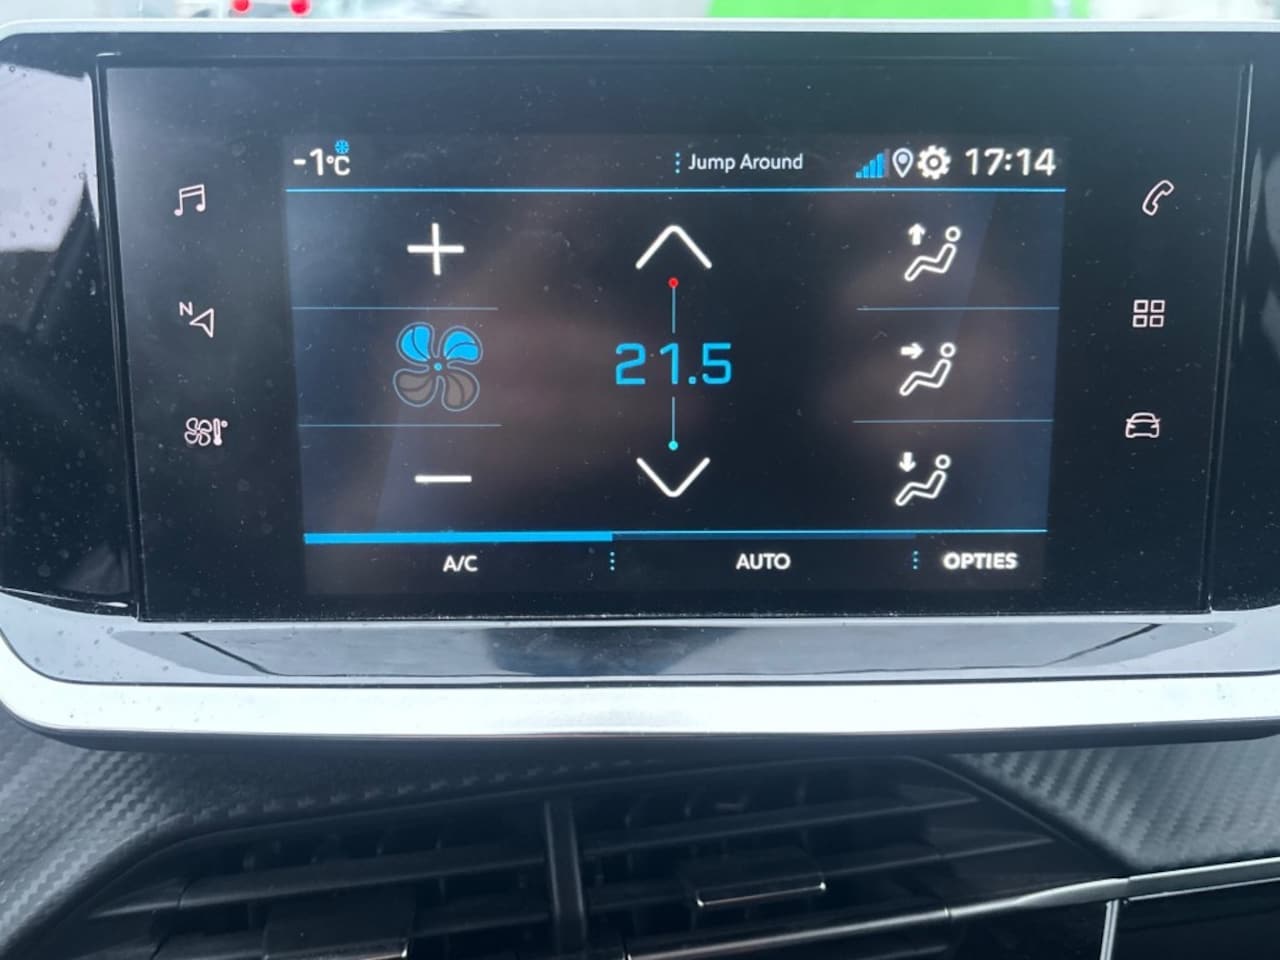 -1°C
Jump Around
17:14
N
21.5
A/C
AUTO
OPTIES